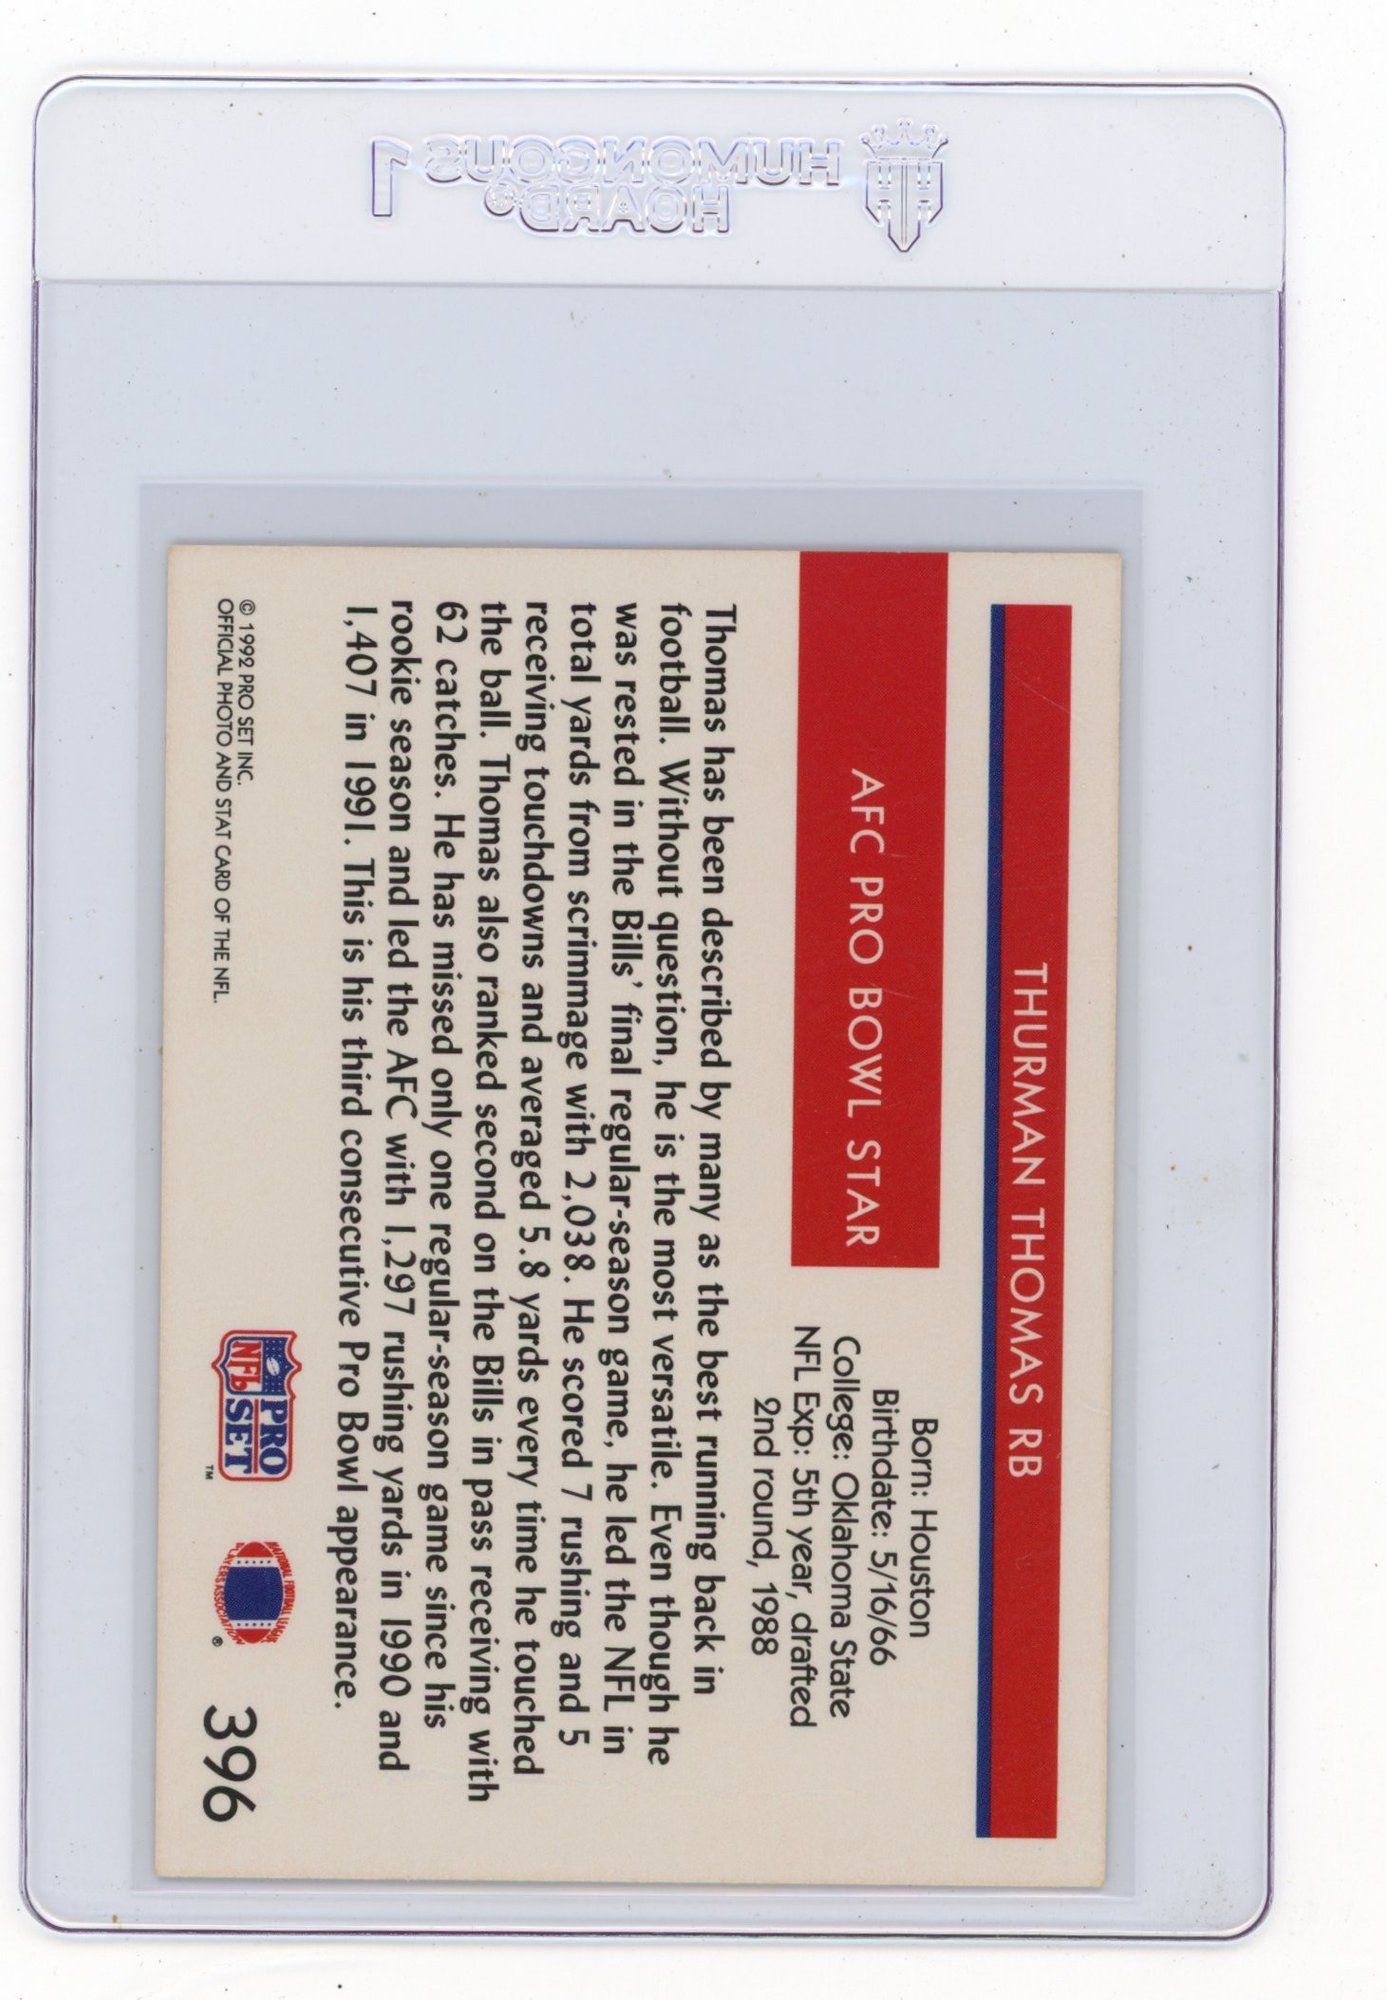 HUMONGOUS
HOARD®
1
THURMAN THOMAS RB
AFC PRO BOWL STAR
Born: Houston
Birthdate: 5/16/66
College: Oklahoma State
NFL Exp: 5th year, drafted
2nd round, 1988
Thomas has been described by many as the best running back in
football. Without question, he is the most versatile. Even though he
was rested in the Bills' final regular-season game, he led the NFL in
total yards from scrimmage with 2,038. He scored 7 rushing and 5
receiving touchdowns and averaged 5.8 yards every time he touched
the ball. Thomas also ranked second on the Bills in pass receiving with
62 catches. He has missed only one regular-season game since his
rookie season and led the AFC with 1,297 rushing yards in 1990 and
1,407 in 1991. This is his third consecutive Pro Bowl appearance.
© 1992 PRO SET INC.
OFFICIAL PHOTO AND STAT CARD OF THE NFL.
NFL PRO SET ™
NATIONAL FOOTBALL LEAGUE
PLAYERS ASSOCIATION ®
396